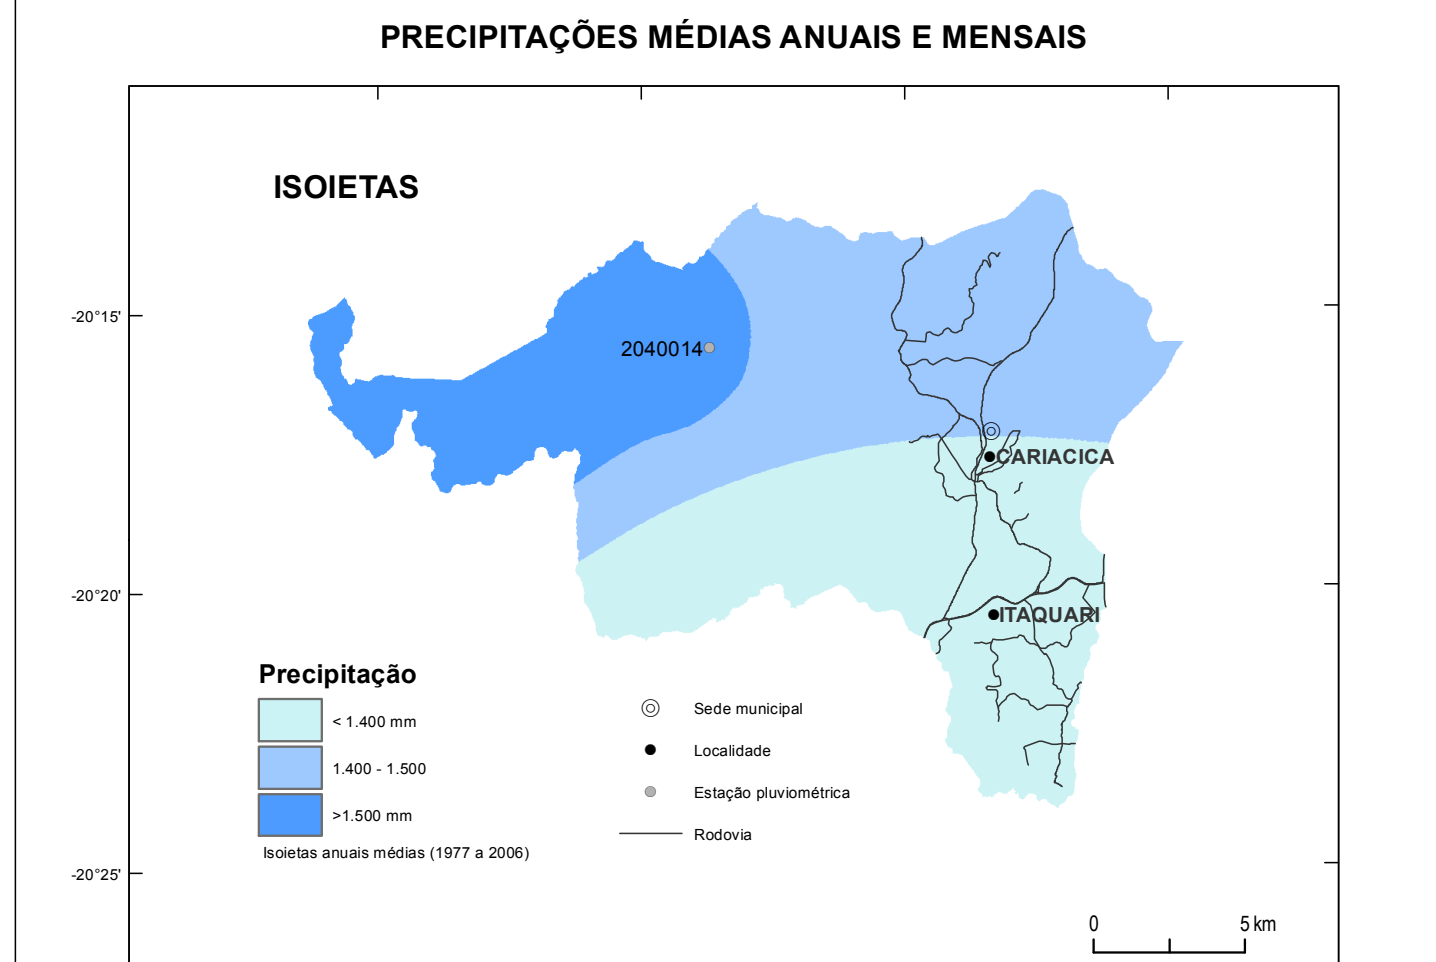 PRECIPITAÇÕES MÉDIAS ANUAIS E MENSAIS
ISOIETAS
-20°15'
2040014
CARIACICA
-20°20'
ITAQUARI
Precipitação
< 1.400 mm
1.400 - 1.500
>1.500 mm
Isoietas anuais médias (1977 a 2006)
Sede municipal
Localidade
Estação pluviométrica
Rodovia
-20°25'
0 5 km